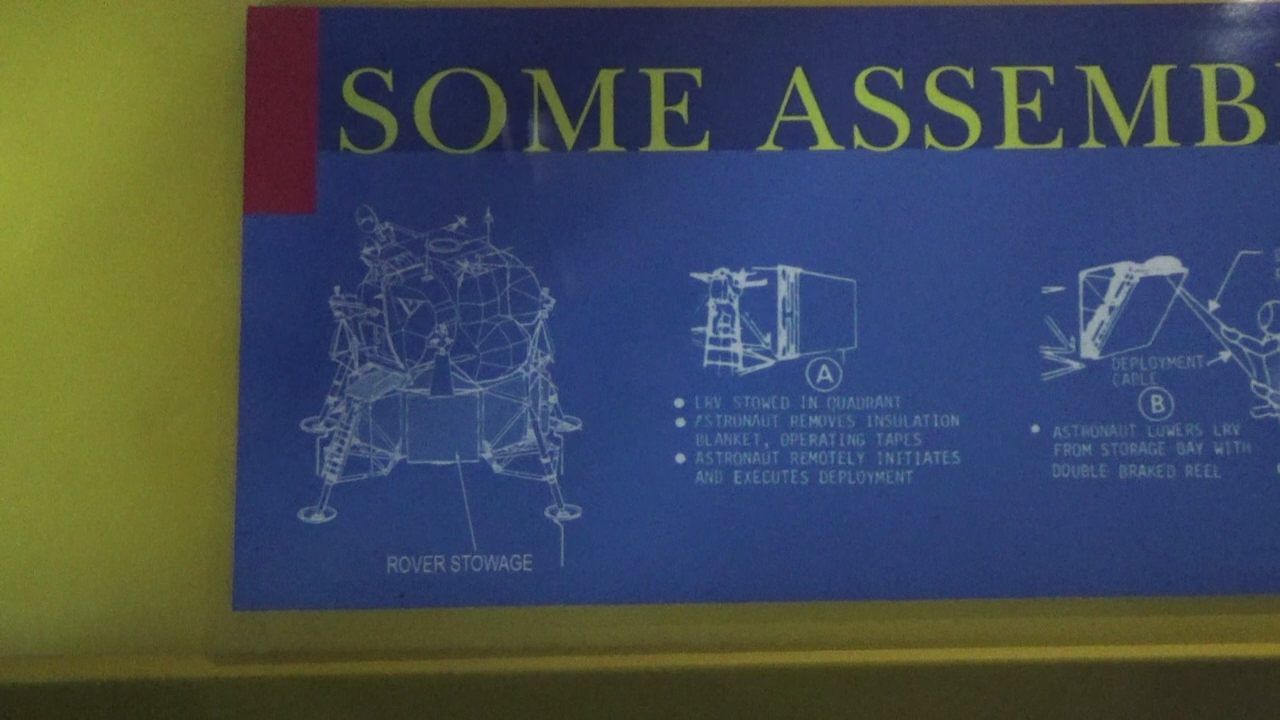 SOME ASSEMB
A
LRV STOWED IN QUADRANT
ASTRONAUT REMOVES INSULATION
BLANKET, OPERATING TAPES
ASTRONAUT REMOTELY INITIATES
AND EXECUTES DEPLOYMENT
DEPLOYMENT
CABLE
B
ASTRONAUT LOWERS LRV
FROM STORAGE BAY WITH
DOUBLE BRAKED REEL
ROVER STOWAGE